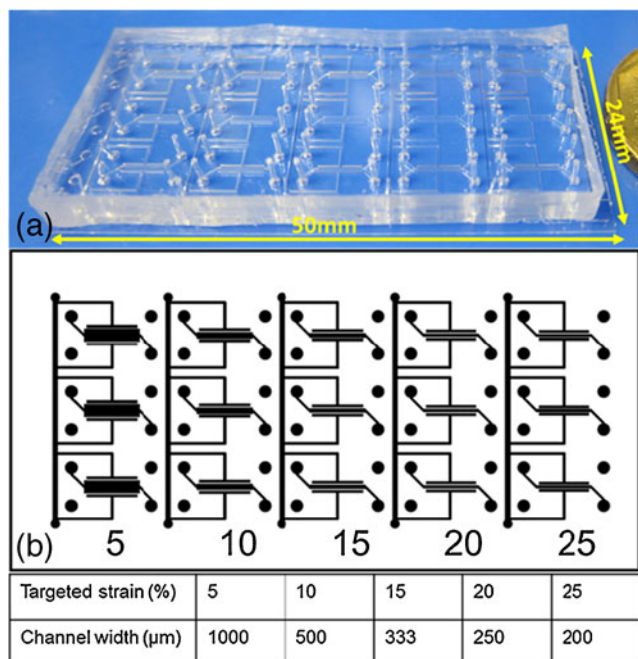 24mm
50mm
(a)
(b)
5 10 15 20 25
Targeted strain (%) 5 10 15 20 25
Channel width (μm) 1000 500 333 250 200